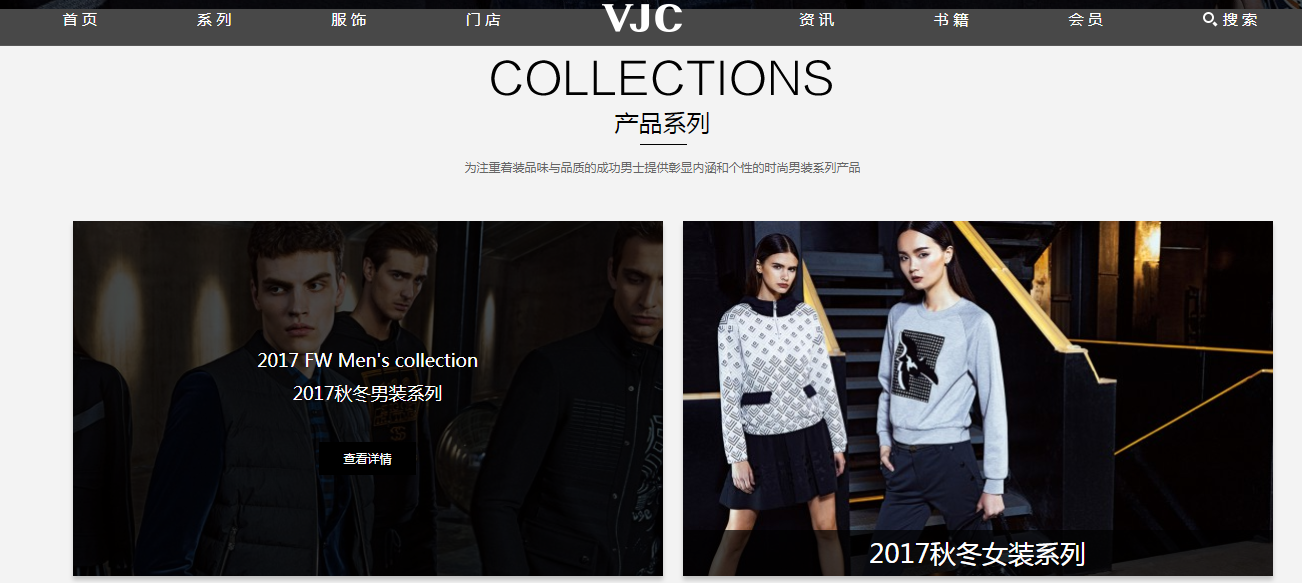 首页 系列 服饰 门店 VJC 资讯 书籍 会员 搜索
COLLECTIONS
产品系列
为注重着装品味与品质的成功男士提供彰显内涵和个性的时尚男装系列产品
2017 FW Men's collection
2017秋冬男装系列
查看详情
2017秋冬女装系列